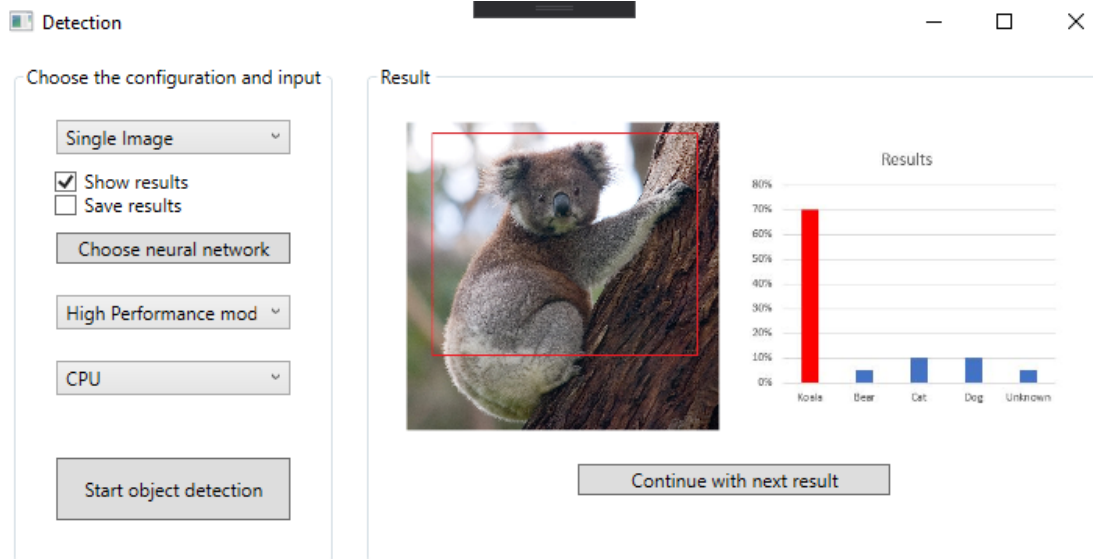 Detection
Choose the configuration and input
Single Image
Show results
Save results
Choose neural network
High Performance mod
CPU
Start object detection
Result
Results
80%
70%
60%
50%
40%
30%
20%
10%
0%
Koala
Bear
Cat
Dog
Unknown
Continue with next result